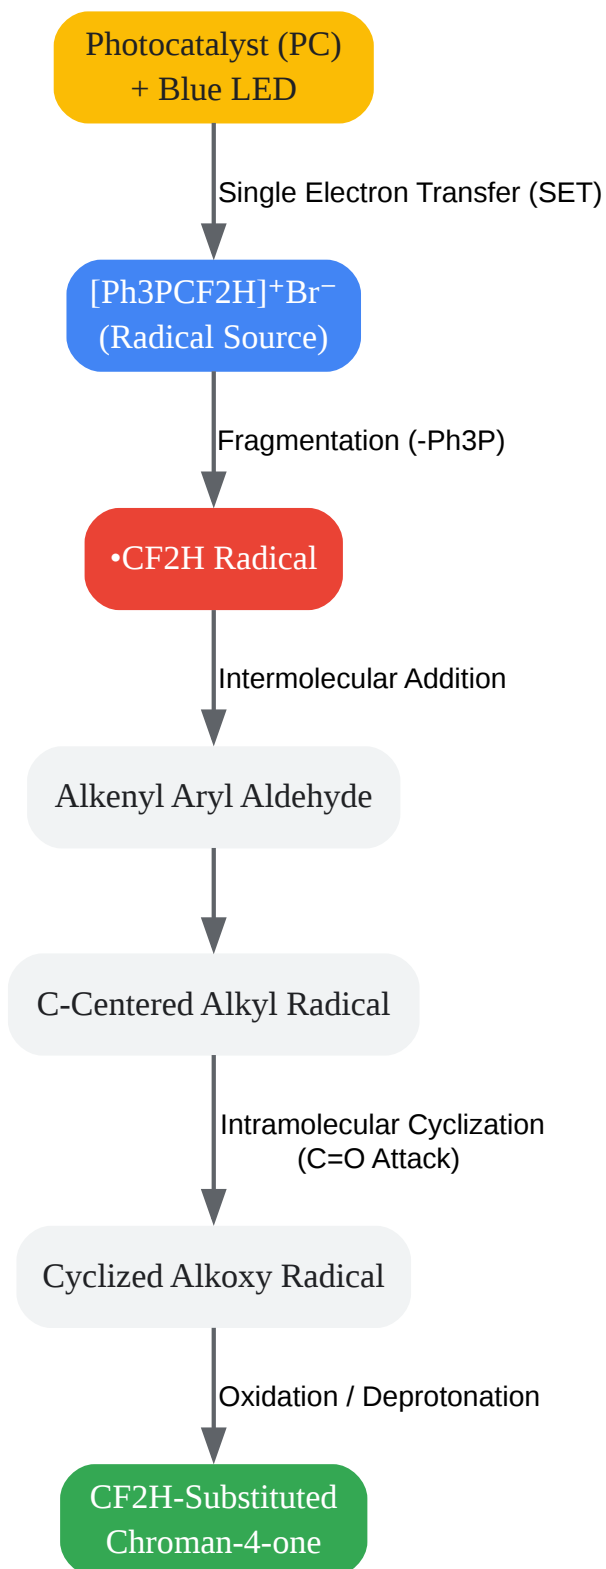 Photocatalyst (PC)
+ Blue LED
Single Electron Transfer (SET)
[Ph3PCF2H]⁺Br⁻
(Radical Source)
Fragmentation (-Ph3P)
•CF2H Radical
Intermolecular Addition
Alkenyl Aryl Aldehyde
C-Centered Alkyl Radical
Intramolecular Cyclization
(C=O Attack)
Cyclized Alkoxy Radical
Oxidation / Deprotonation
CF2H-Substituted
Chroman-4-one